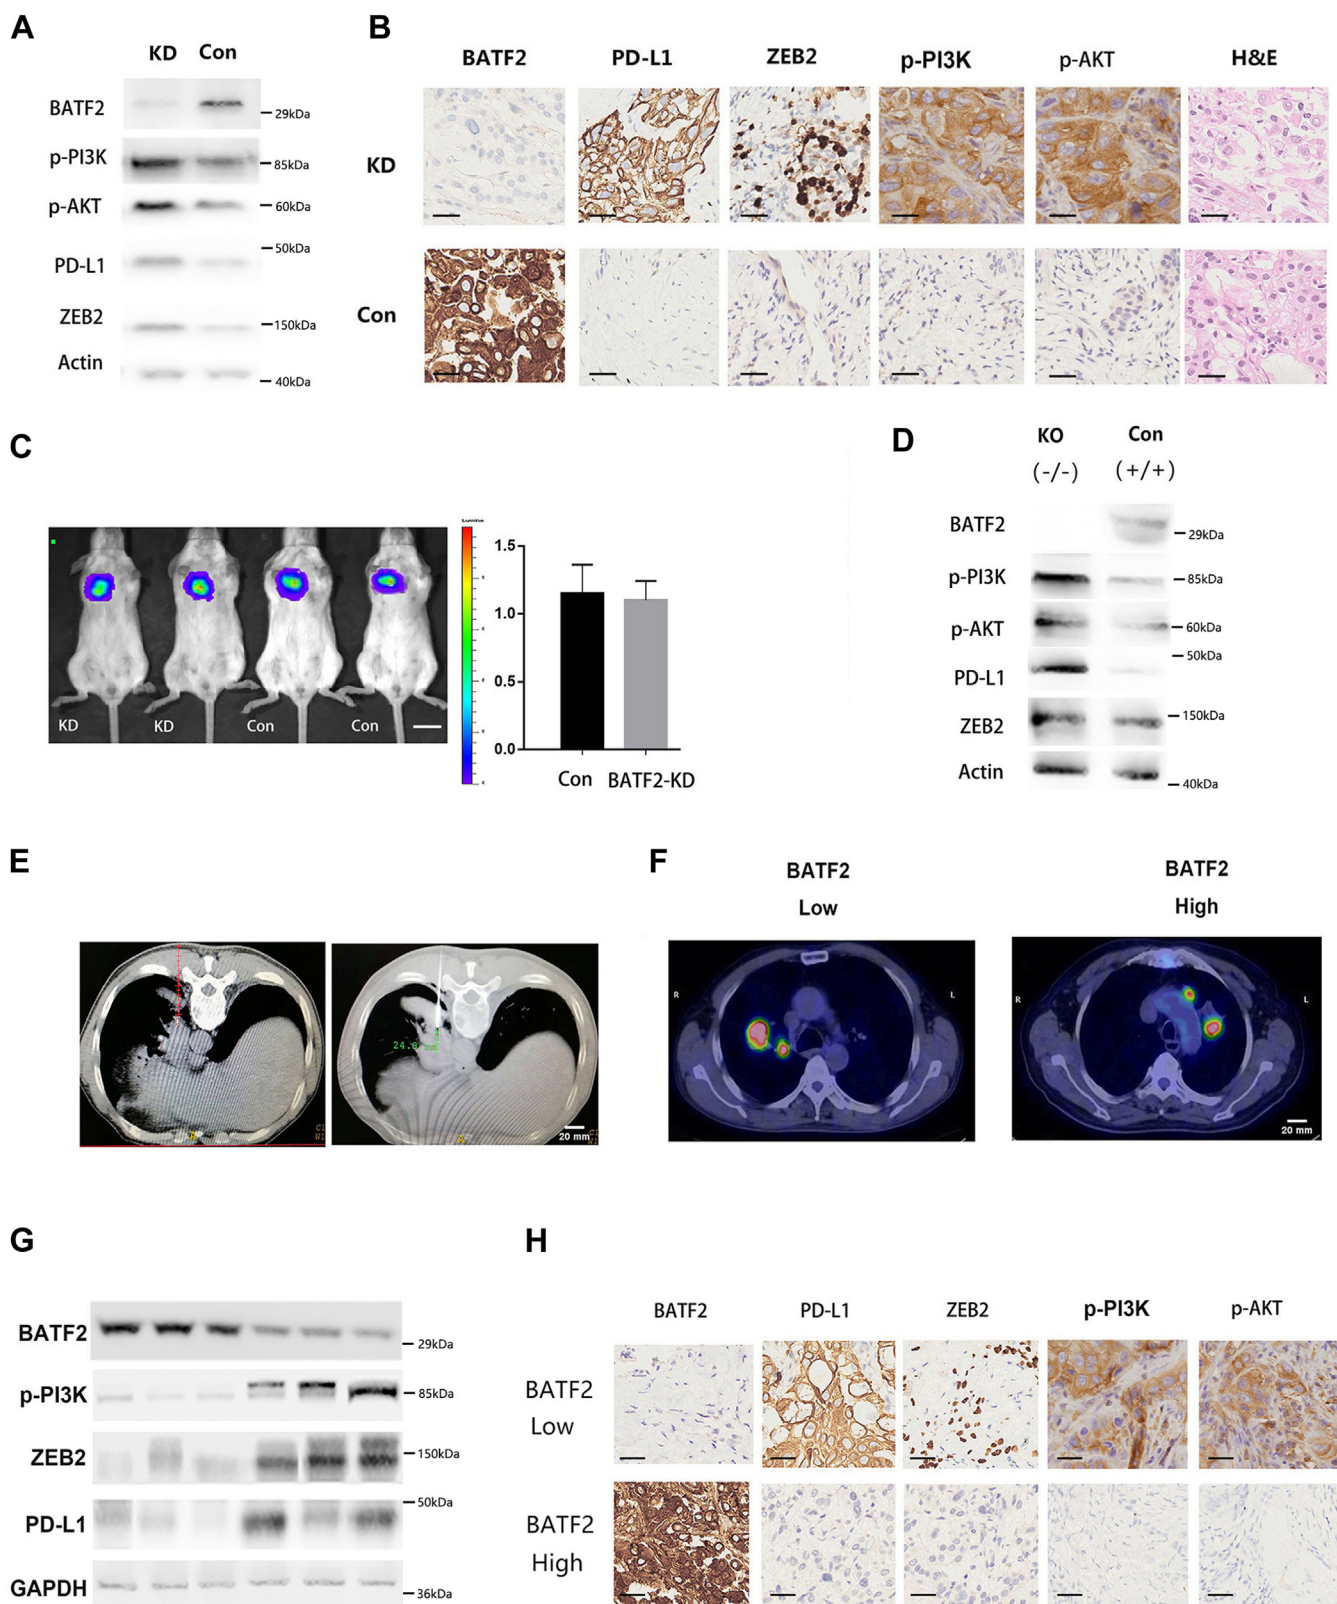 A
KD Con
BATF2
29kDa
p-PI3K
85kDa
p-AKT
60kDa
50kDa
PD-L1
ZEB2
150kDa
Actin
40kDa
B
BATF2 PD-L1 ZEB2 p-PI3K p-AKT H&E
KD
Con
C
KD KD Con Con
1.5
1.0
0.5
0.0
Con BATF2-KD
D
KO Con
(-/-) (+/+)
BATF2
29kDa
p-PI3K
85kDa
p-AKT
60kDa
50kDa
PD-L1
150kDa
ZEB2
Actin
40kDa
E
24.8 mm
20 mm
F
BATF2 BATF2
Low High
R L R L
20 mm
G
BATF2
29kDa
p-PI3K
85kDa
ZEB2
150kDa
50kDa
PD-L1
GAPDH
36kDa
H
BATF2 PD-L1 ZEB2 p-PI3K p-AKT
BATF2
Low
BATF2
High